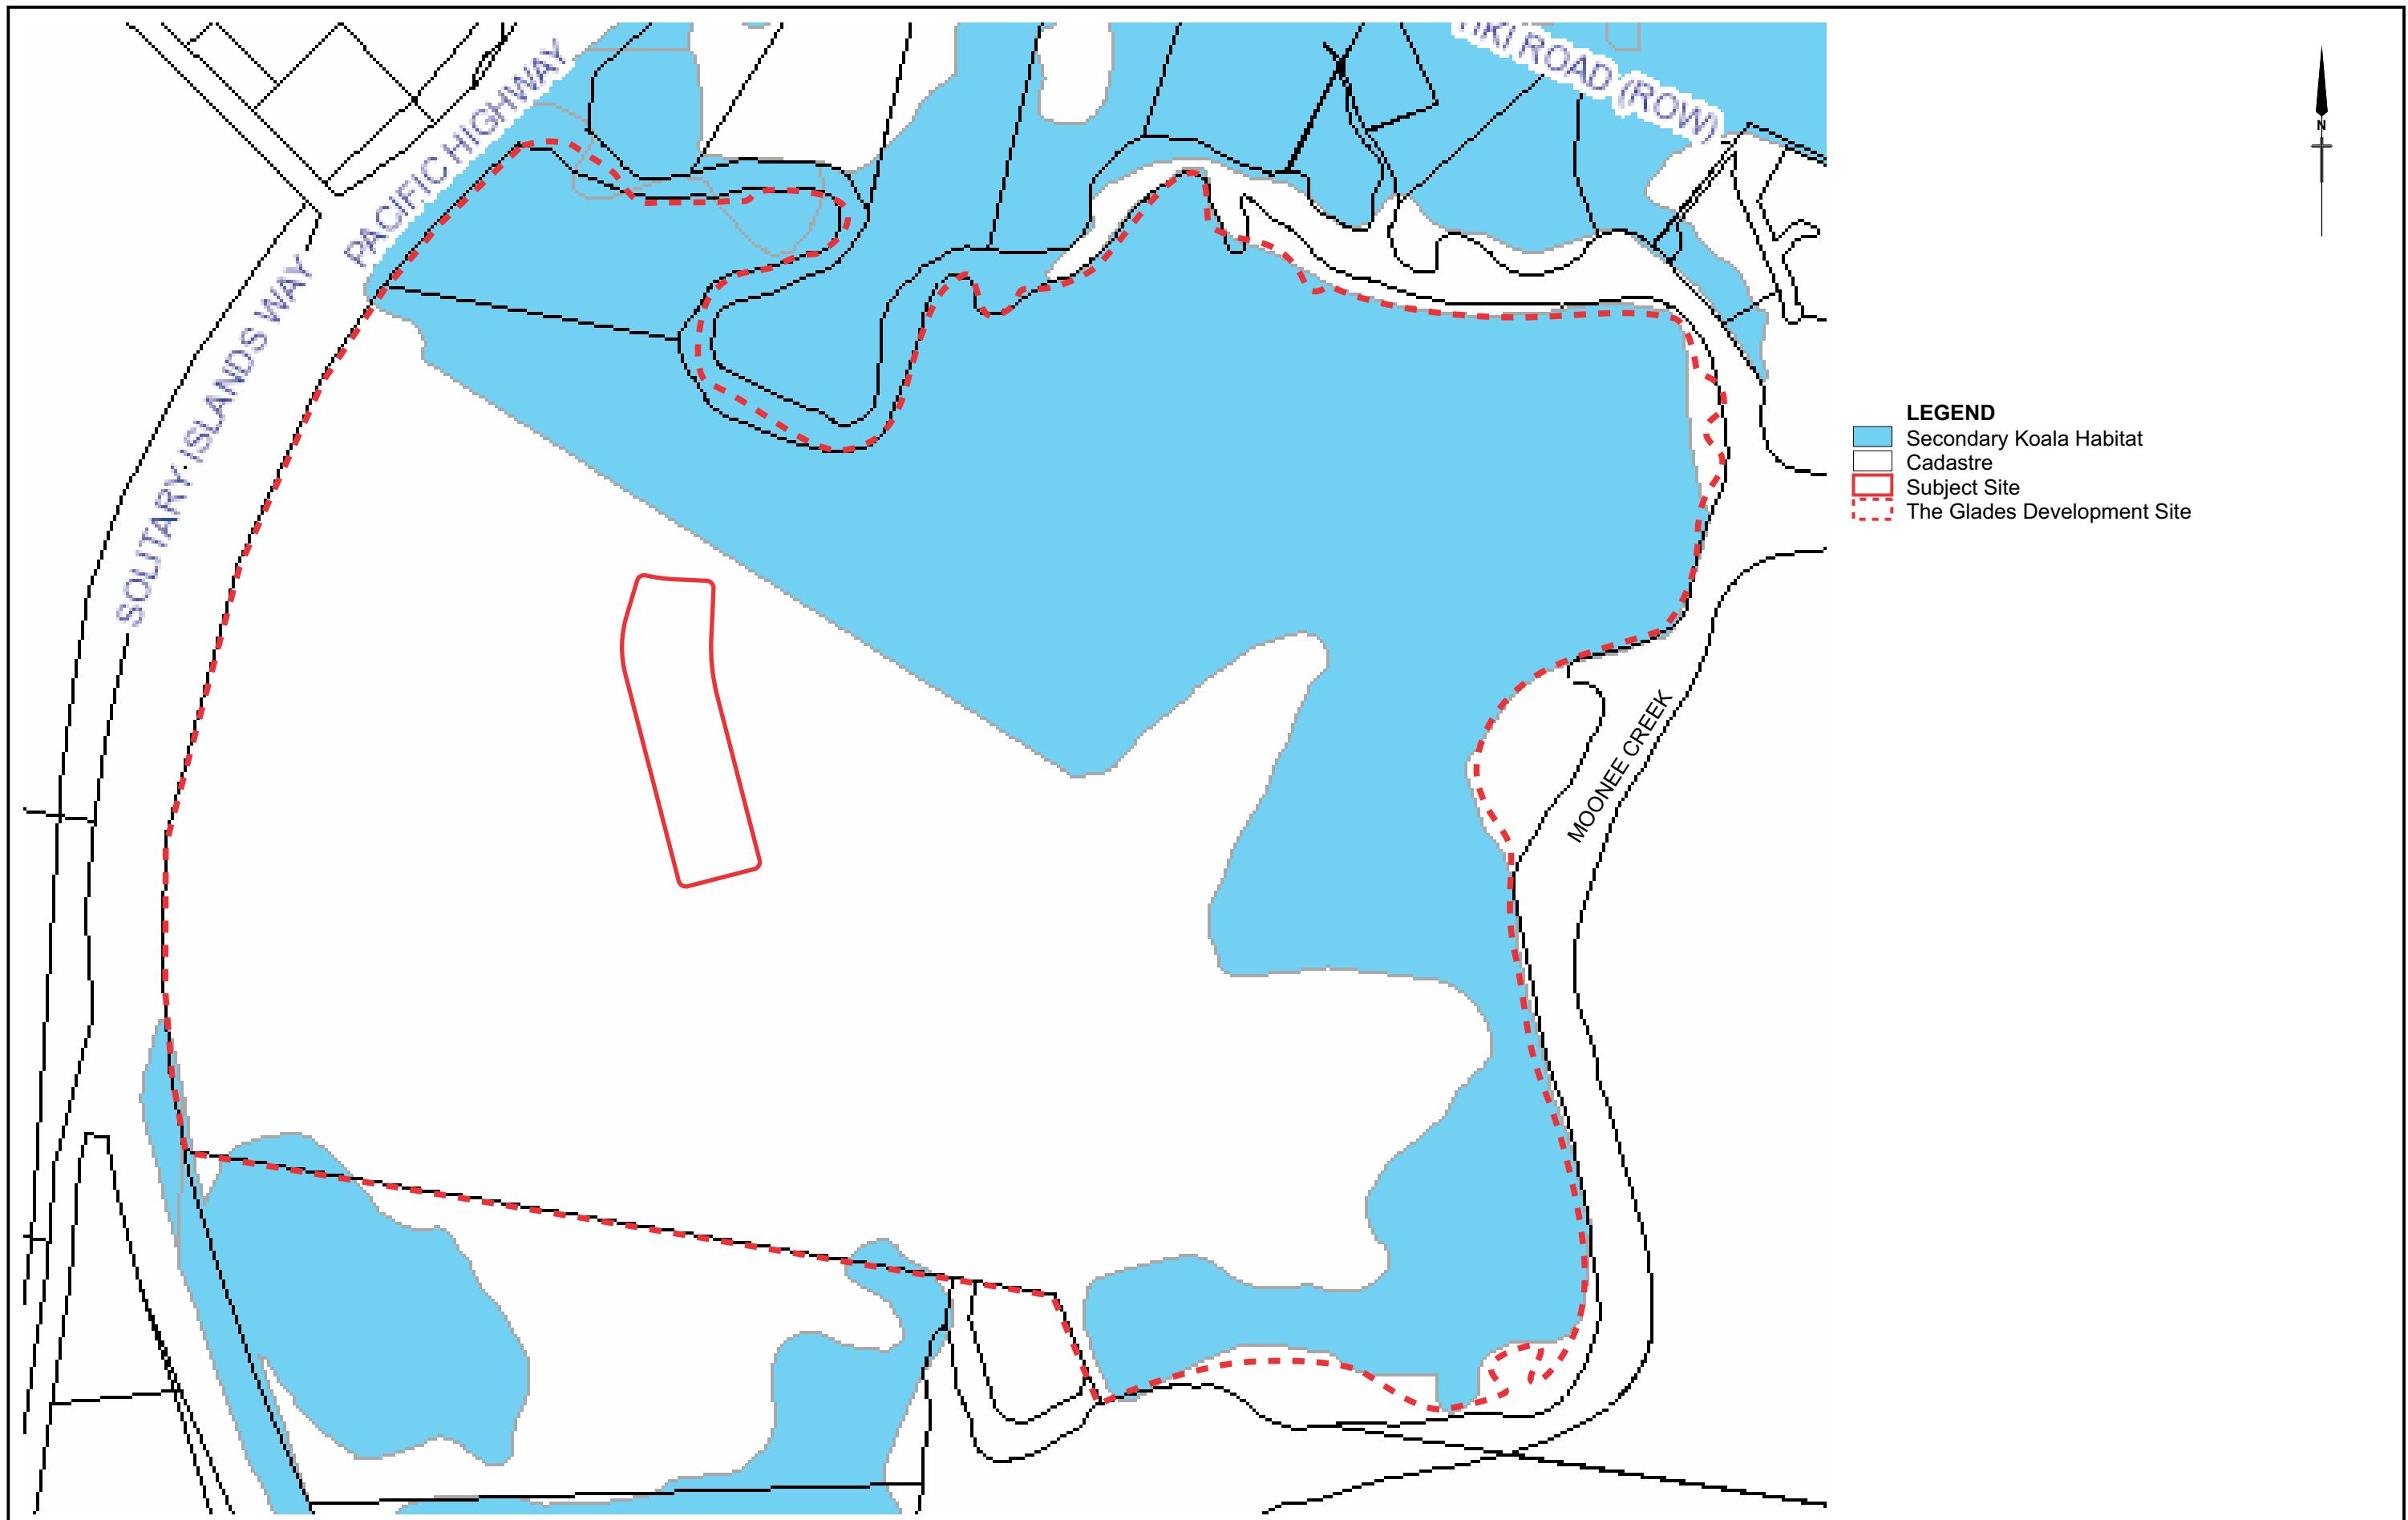 TIKI ROAD (ROW)
PACIFIC HIGHWAY
SOLITARY ISLANDS WAY
MOONEE CREEK
N
LEGEND
Secondary Koala Habitat
Cadastre
Subject Site
The Glades Development Site